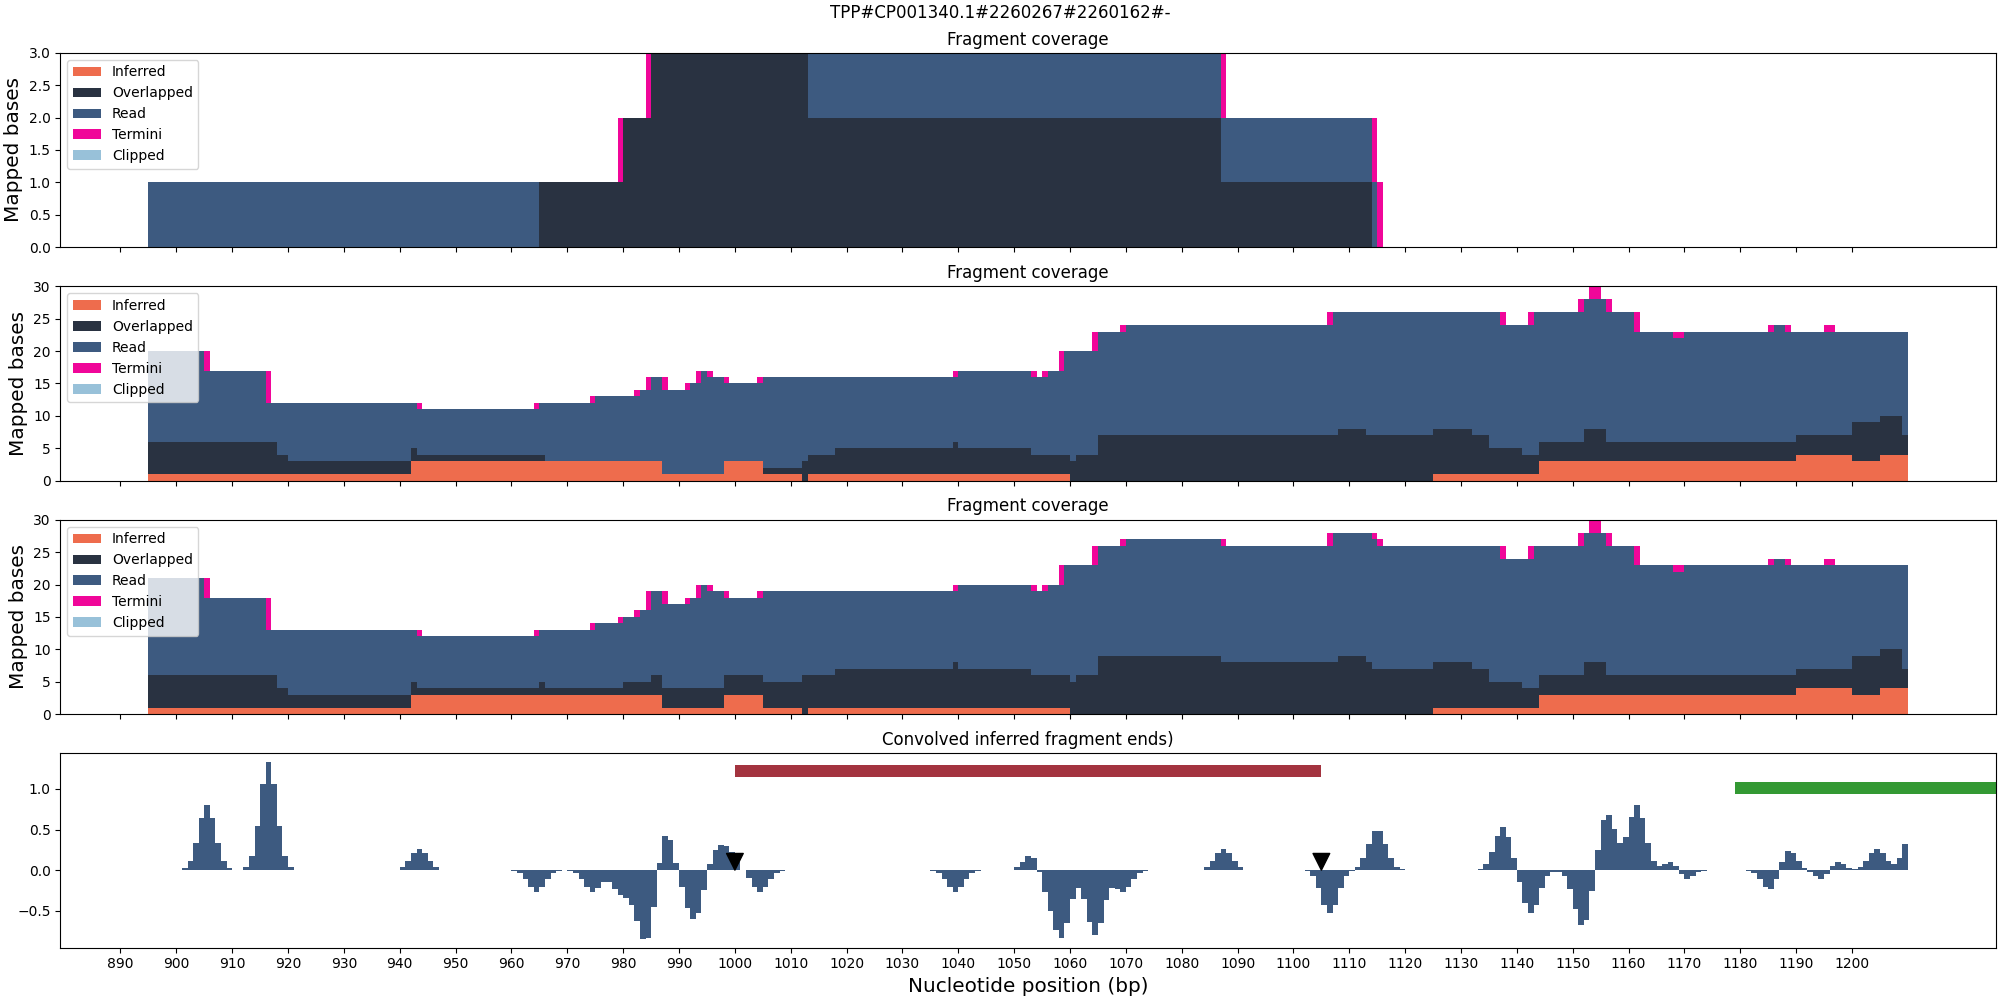 TPP#CP001340.1#2260267#2260162#-
Fragment coverage
Mapped bases
3.0
2.5
2.0
1.5
1.0
0.5
0.0
Inferred
Overlapped
Read
Termini
Clipped
Fragment coverage
Mapped bases
30
25
20
15
10
5
0
Inferred
Overlapped
Read
Termini
Clipped
Fragment coverage
Mapped bases
30
25
20
15
10
5
0
Inferred
Overlapped
Read
Termini
Clipped
Convolved inferred fragment ends)
1.0
0.5
0.0
−0.5
890 900 910 920 930 940 950 960 970 980 990 1000 1010 1020 1030 1040 1050 1060 1070 1080 1090 1100 1110 1120 1130 1140 1150 1160 1170 1180 1190 1200
Nucleotide position (bp)